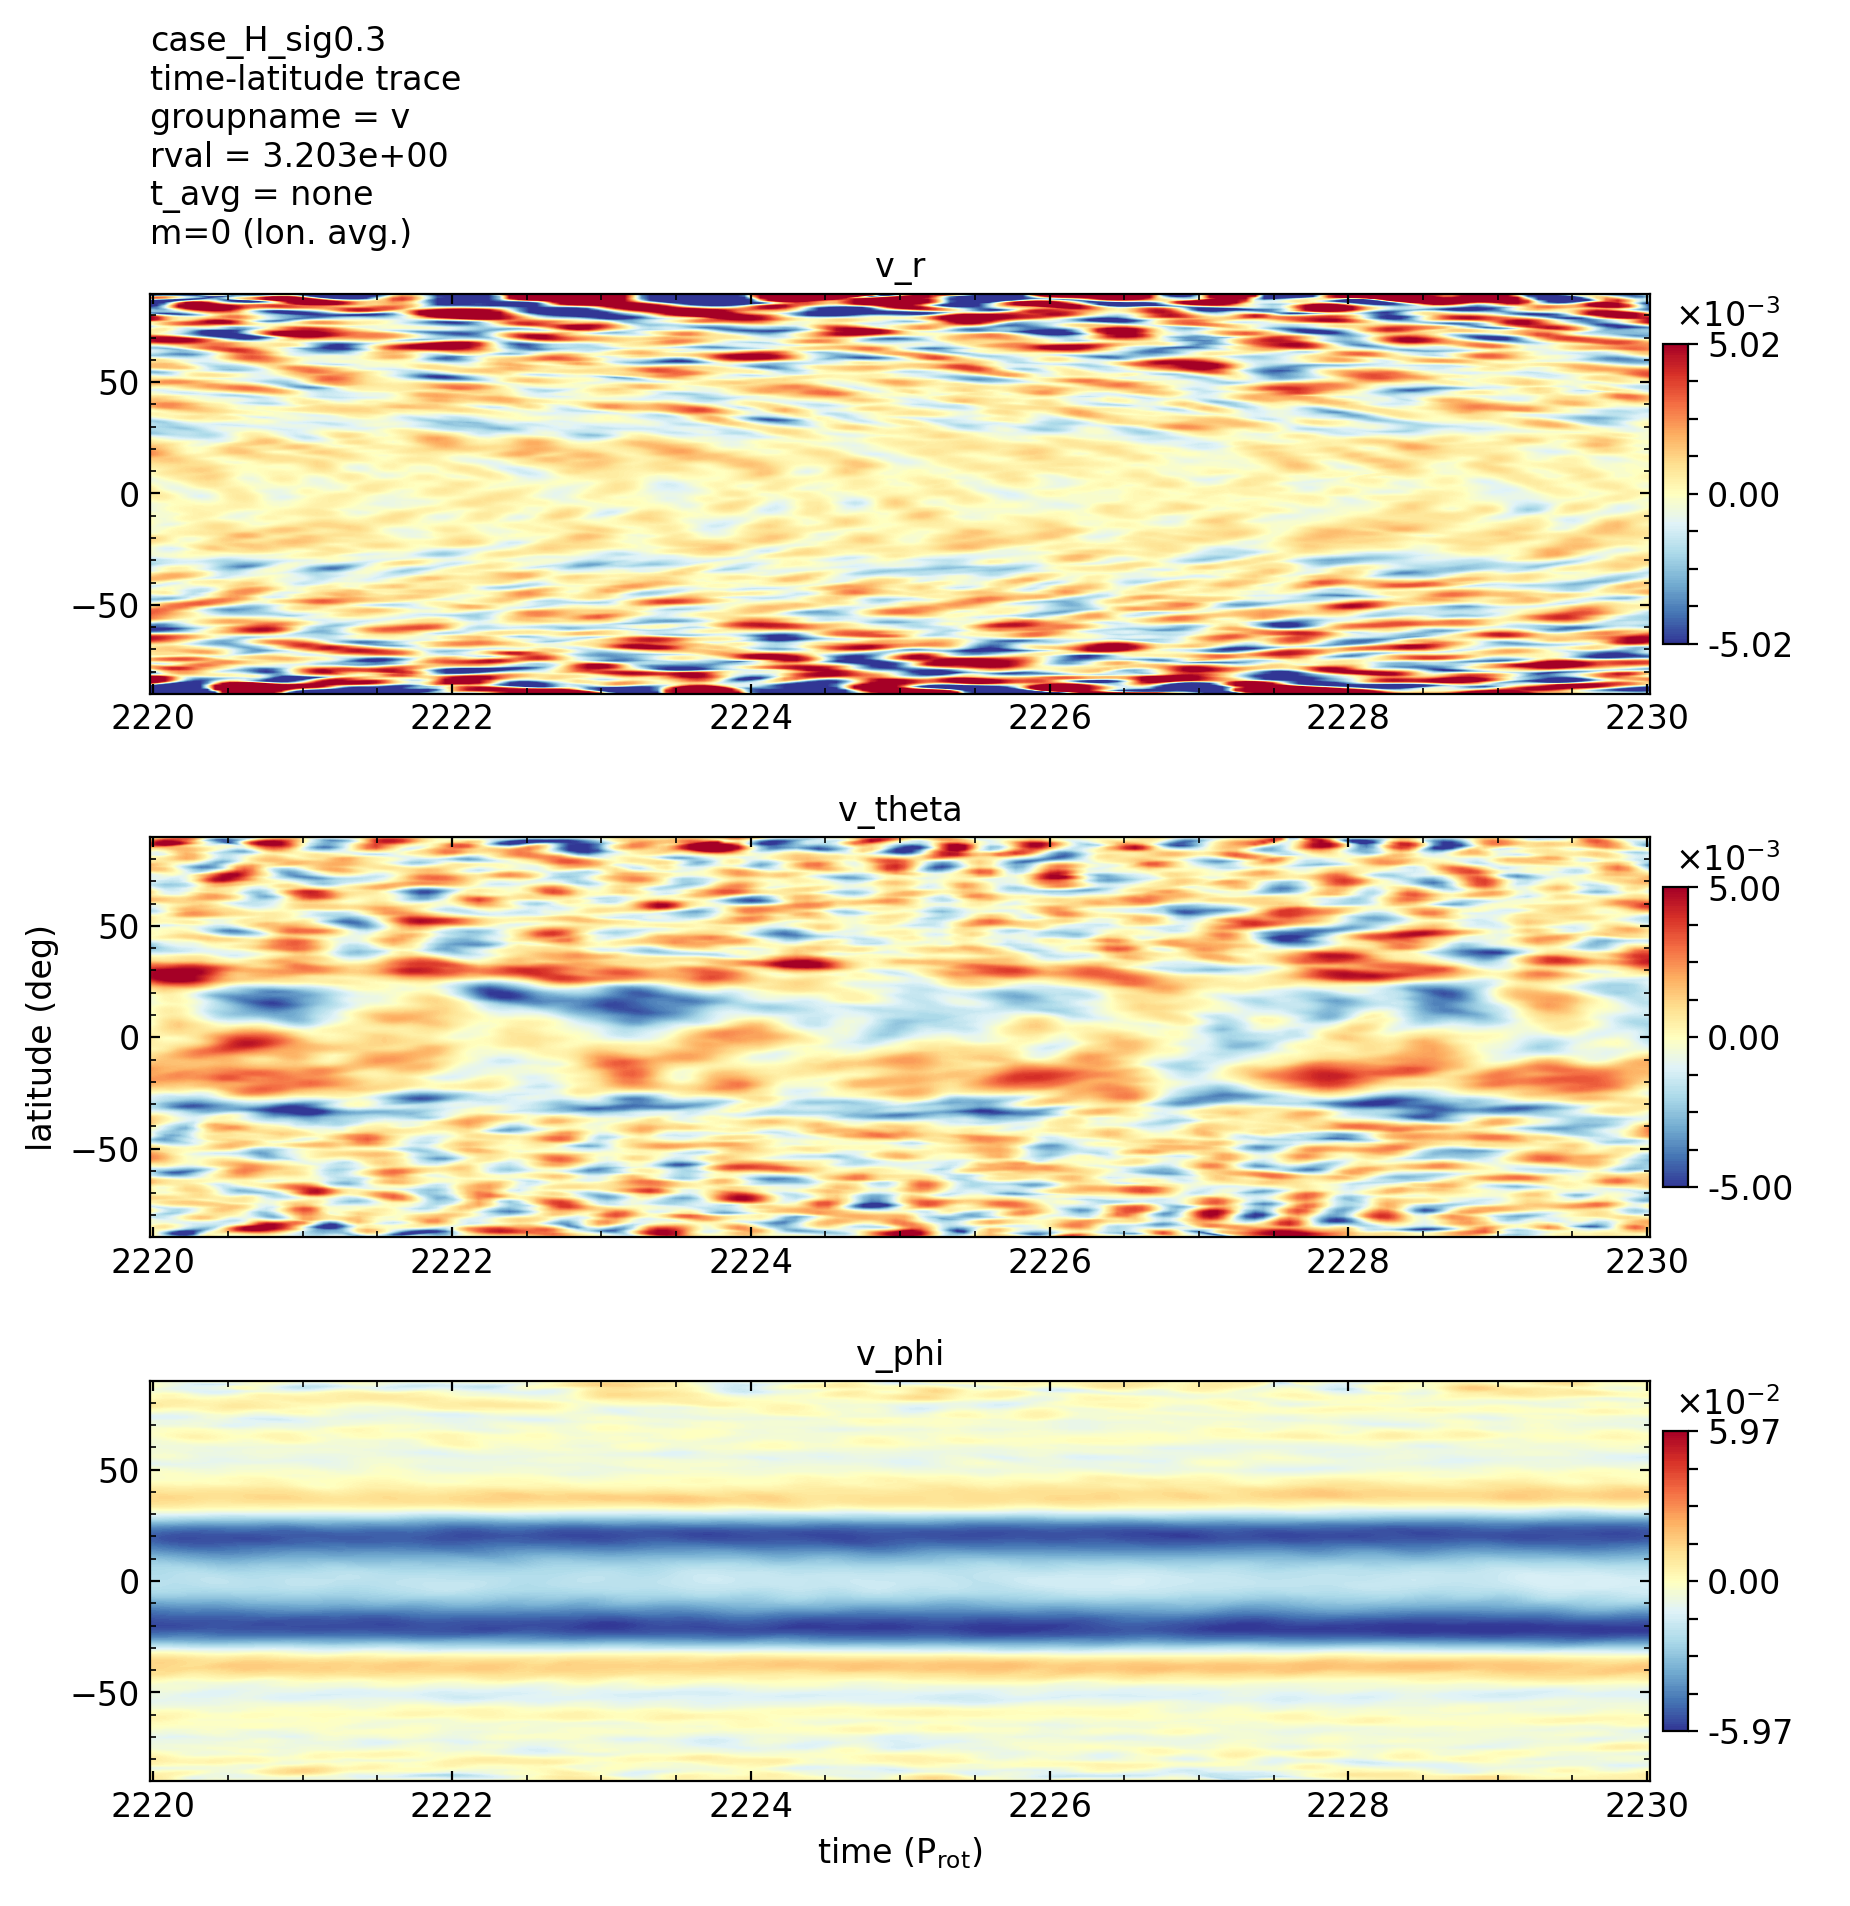 case_H_sig0.3
time-latitude trace
groupname = v
rval = 3.203e+00
t_avg = none
m=0 (lon. avg.)
v_r
×10⁻³
5.02
0.00
-5.02
50
0
−50
2220 2222 2224 2226 2228 2230
v_theta
×10⁻³
5.00
0.00
-5.00
latitude (deg)
50
0
−50
2220 2222 2224 2226 2228 2230
v_phi
×10⁻²
5.97
0.00
-5.97
50
0
−50
2220 2222 2224 2226 2228 2230
time (P_rot)